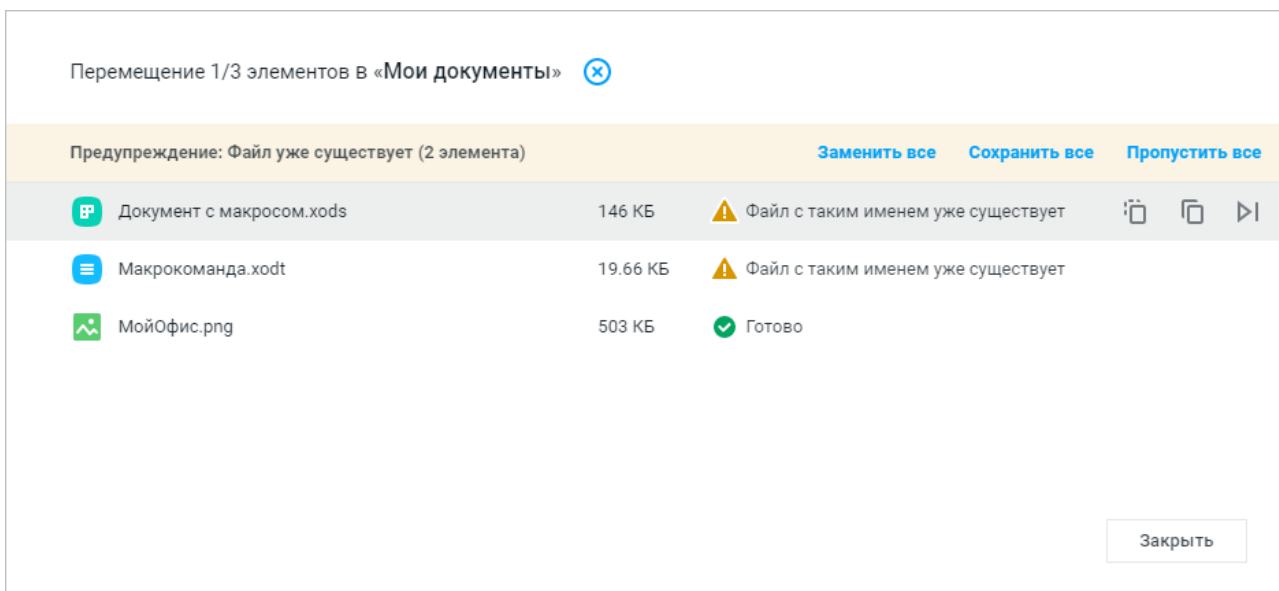 Перемещение 1/3 элементов в «Мои документы»
Предупреждение: Файл уже существует (2 элемента) Заменить все Сохранить все Пропустить все
Документ с макросом.xods 146 КБ Файл с таким именем уже существует
Макрокоманда.xodt 19.66 КБ Файл с таким именем уже существует
МойОфис.png 503 КБ Готово
Закрыть